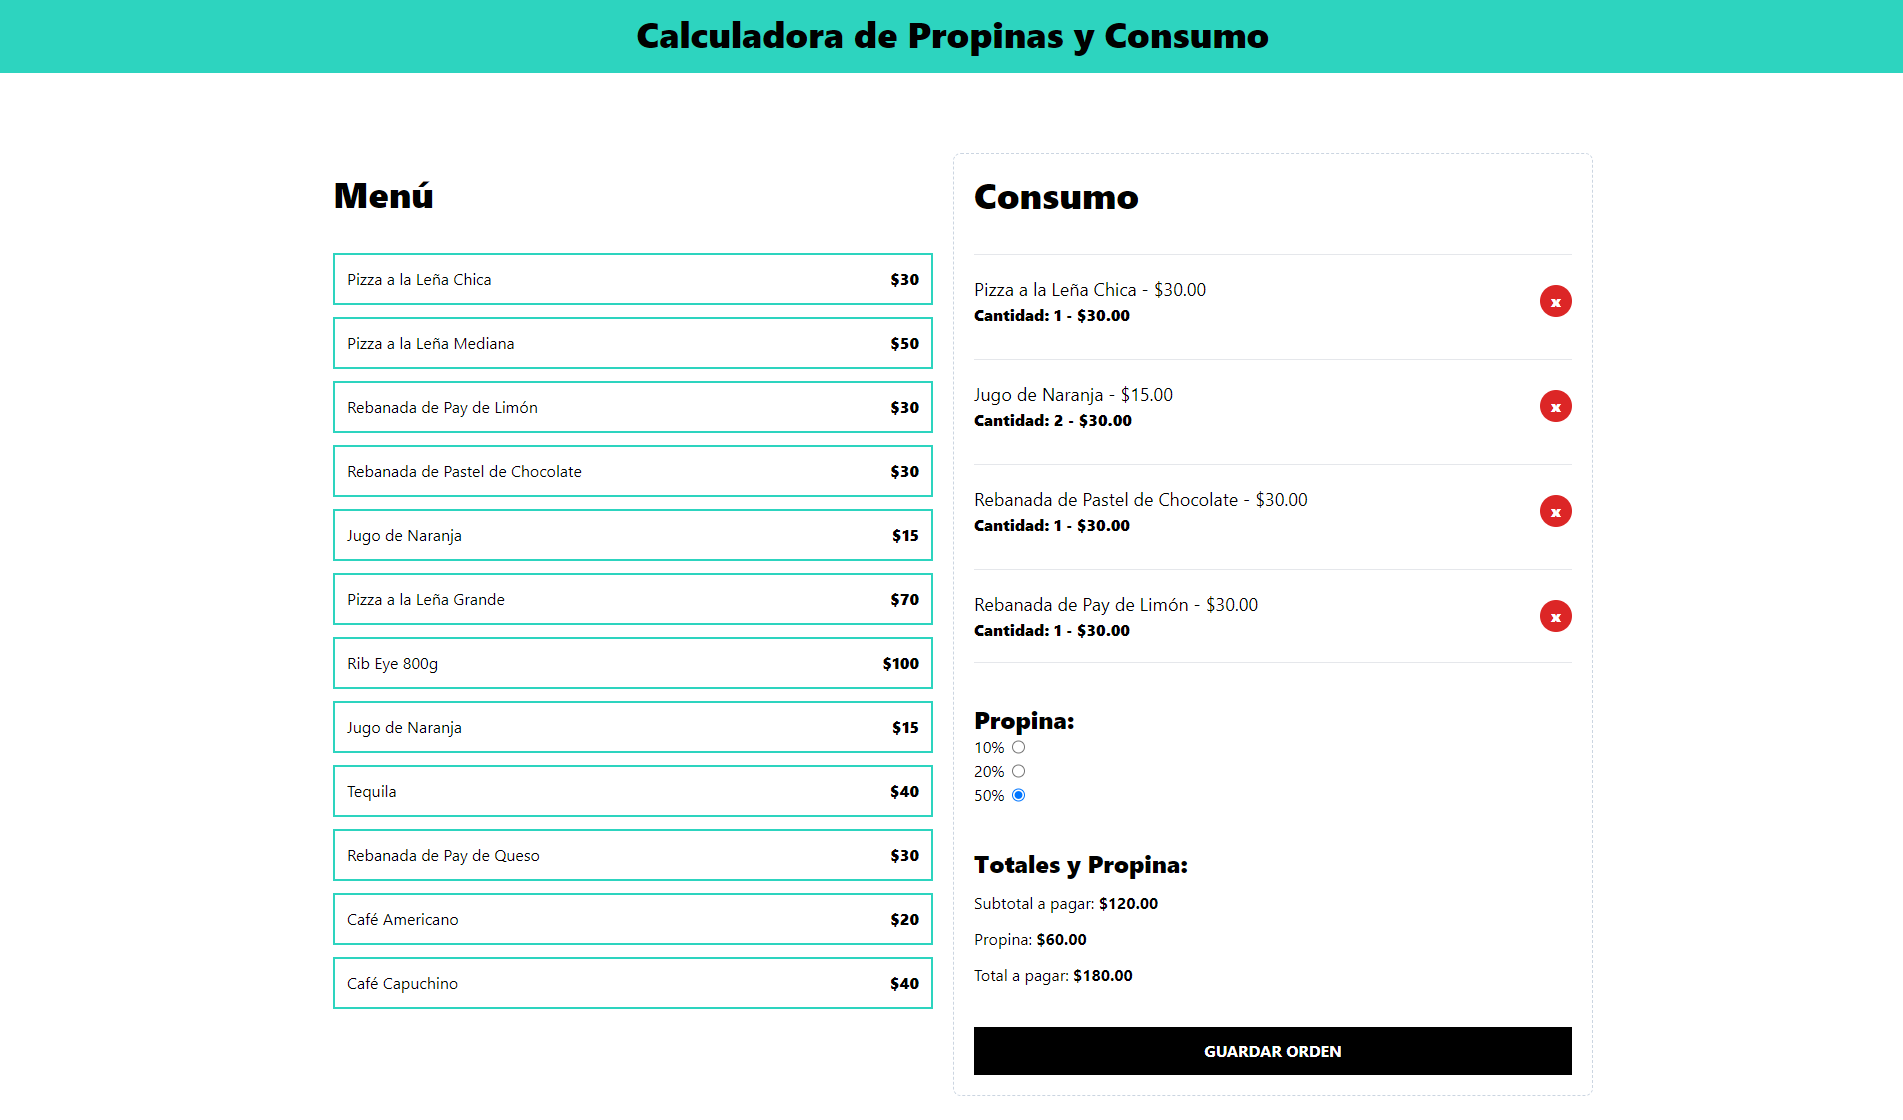 Calculadora de Propinas y Consumo
Menú
Pizza a la Leña Chica $30
Pizza a la Leña Mediana $50
Rebanada de Pay de Limón $30
Rebanada de Pastel de Chocolate $30
Jugo de Naranja $15
Pizza a la Leña Grande $70
Rib Eye 800g $100
Jugo de Naranja $15
Tequila $40
Rebanada de Pay de Queso $30
Café Americano $20
Café Capuchino $40
Consumo
Pizza a la Leña Chica - $30.00
Cantidad: 1 - $30.00
x
Jugo de Naranja - $15.00
Cantidad: 2 - $30.00
x
Rebanada de Pastel de Chocolate - $30.00
Cantidad: 1 - $30.00
x
Rebanada de Pay de Limón - $30.00
Cantidad: 1 - $30.00
x
Propina:
10%
20%
50%
Totales y Propina:
Subtotal a pagar: $120.00
Propina: $60.00
Total a pagar: $180.00
GUARDAR ORDEN